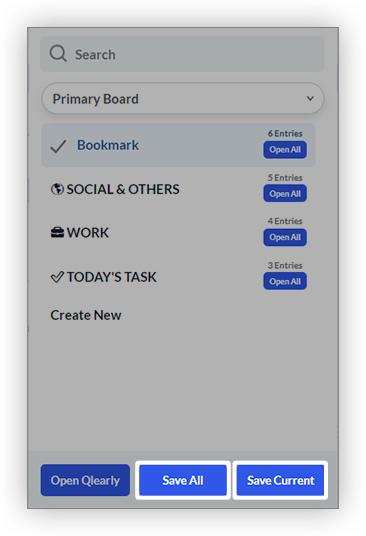 Search
Primary Board
6 Entries
Bookmark
Open All
5 Entries
SOCIAL & OTHERS
Open All
4 Entries
WORK
Open All
3 Entries
TODAY'S TASK
Open All
Create New
Open Qlearly Save All Save Current